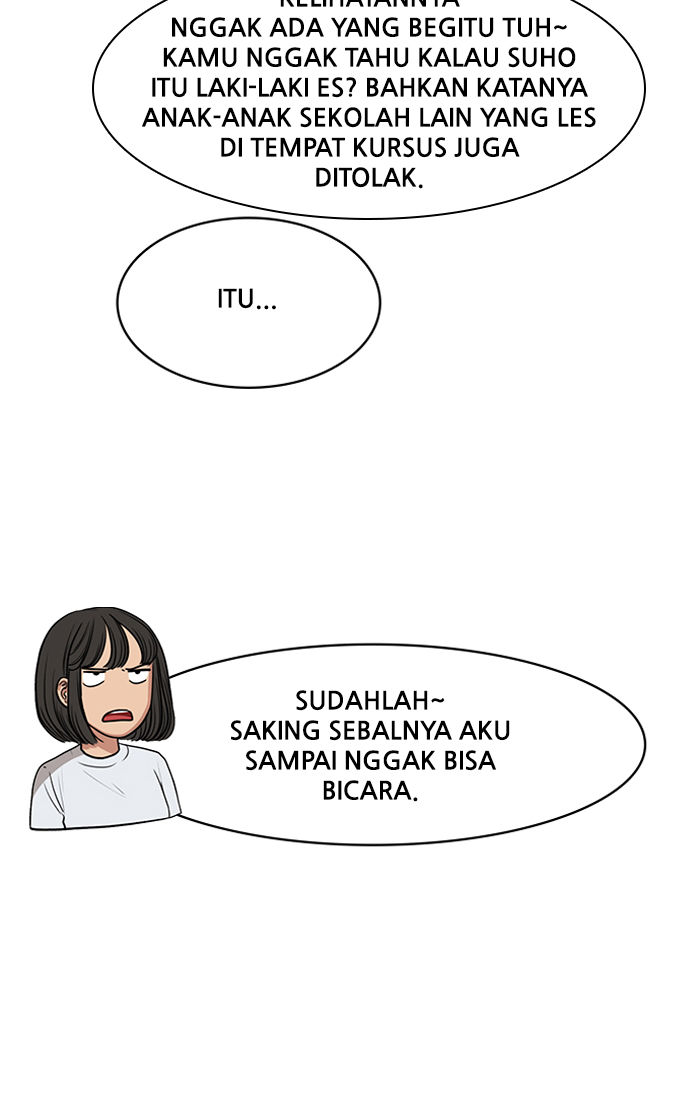 KELIHATANNYA
NGGAK ADA YANG BEGITU TUH~
KAMU NGGAK TAHU KALAU SUHO
ITU LAKI-LAKI ES? BAHKAN KATANYA
ANAK-ANAK SEKOLAH LAIN YANG LES
DI TEMPAT KURSUS JUGA
DITOLAK.
ITU...
SUDAHLAH~
SAKING SEBALNYA AKU
SAMPAI NGGAK BISA
BICARA.